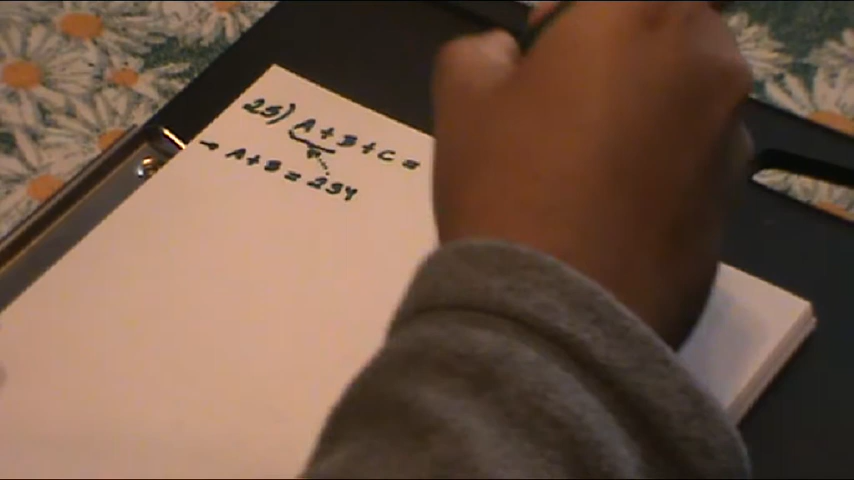 25) A + B + C =
→ A + B = 234